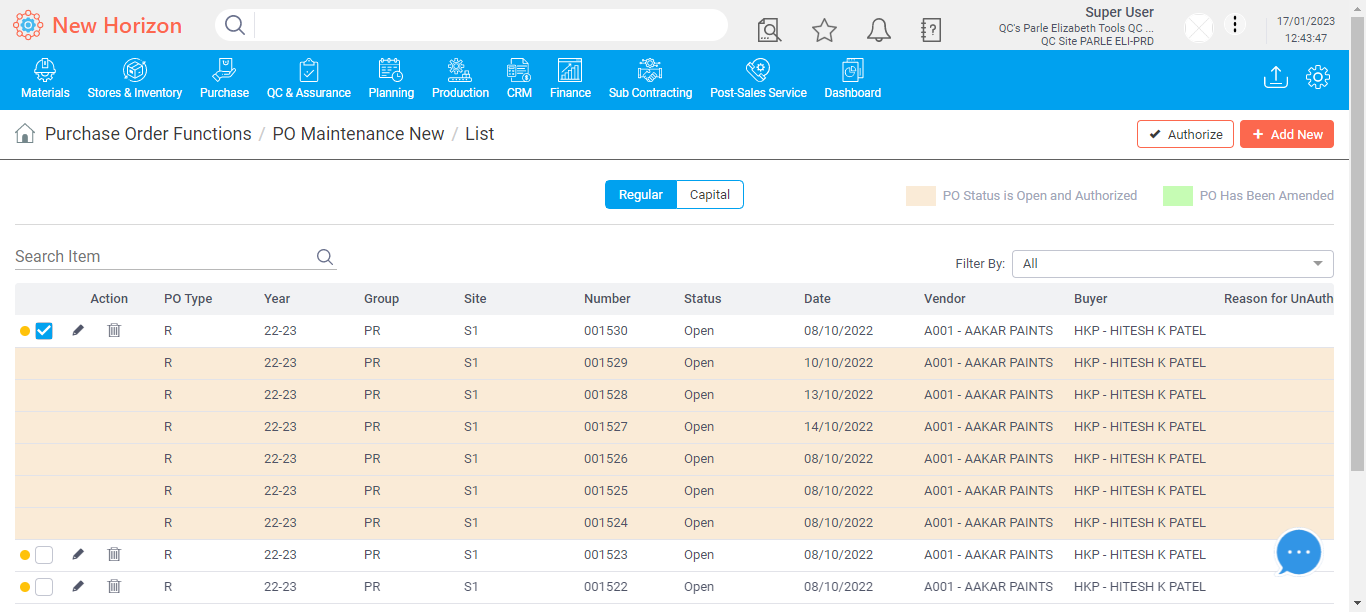 New Horizon
Super User
QC's Parle Elizabeth Tools QC ...
QC Site PARLE ELI-PRD
17/01/2023
12:43:47
Materials Stores & Inventory Purchase QC & Assurance Planning Production CRM Finance Sub Contracting Post-Sales Service Dashboard
Purchase Order Functions / PO Maintenance New / List
Authorize + Add New
Regular Capital PO Status is Open and Authorized PO Has Been Amended
Search Item
Filter By: All
Action PO Type Year Group Site Number Status Date Vendor Buyer Reason for UnAuth
R 22-23 PR S1 001530 Open 08/10/2022 A001 - AAKAR PAINTS HKP - HITESH K PATEL
R 22-23 PR S1 001529 Open 10/10/2022 A001 - AAKAR PAINTS HKP - HITESH K PATEL
R 22-23 PR S1 001528 Open 13/10/2022 A001 - AAKAR PAINTS HKP - HITESH K PATEL
R 22-23 PR S1 001527 Open 14/10/2022 A001 - AAKAR PAINTS HKP - HITESH K PATEL
R 22-23 PR S1 001526 Open 08/10/2022 A001 - AAKAR PAINTS HKP - HITESH K PATEL
R 22-23 PR S1 001525 Open 08/10/2022 A001 - AAKAR PAINTS HKP - HITESH K PATEL
R 22-23 PR S1 001524 Open 08/10/2022 A001 - AAKAR PAINTS HKP - HITESH K PATEL
R 22-23 PR S1 001523 Open 08/10/2022 A001 - AAKAR PAINTS HKP - HITESH K PATEL
R 22-23 PR S1 001522 Open 08/10/2022 A001 - AAKAR PAINTS HKP - HITESH K PATEL